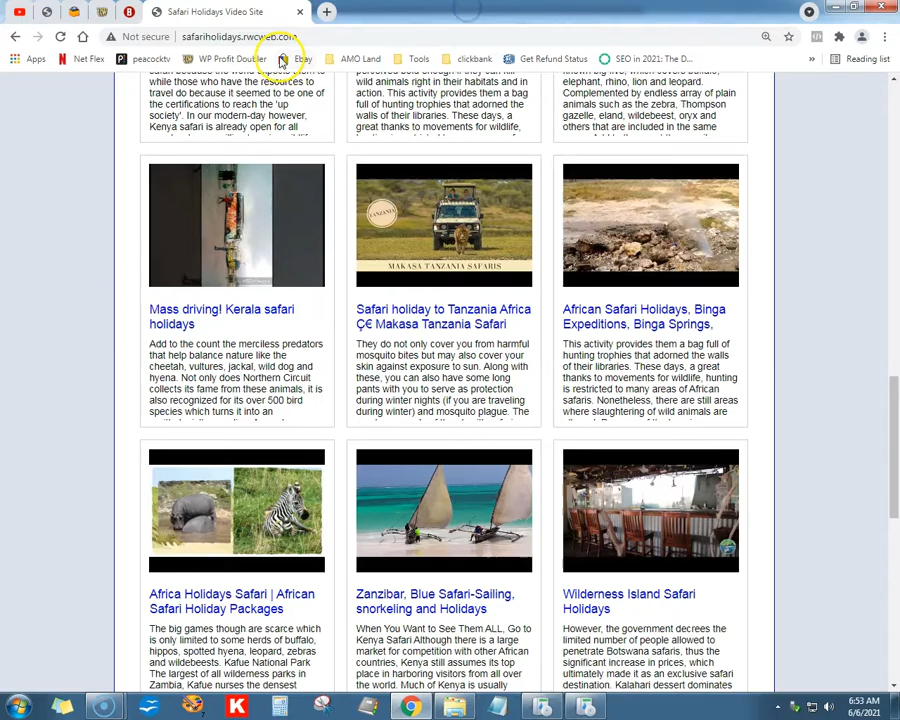 Safari Holidays Video Site
Not secure
safariholidays.rwcweb.com
Apps
Net Flex
peacocktv
WP Profit Doubler
Ebay
AMO Land
Tools
clickbank
Get Refund Status
SEO in 2021: The D...
»
Reading list
those who have the resources to
travel do because it seemed to be one of
the certifications to reach the 'up
society'. In our modern-day however,
Kenya safari is already open for all
wild animals right in their habitats and in
action. This activity provides them a bag
full of hunting trophies that adorned the
walls of their libraries. These days, a
great thanks to movements for wildlife,
elephant, rhino, lion and leopard.
Complemented by endless array of plain
animals such as the zebra, Thompson
gazelle, eland, wildebeest, oryx and
others that are included in the same
TANZANIA
MAKASA TANZANIA SAFARI
Mass driving! Kerala safari
holidays
Add to the count the merciless predators
that help balance nature like the
cheetah, vultures, jackal, wild dog and
hyena. Not only does Northern Circuit
collects its fame from these animals, it is
also recognized for its over 500 bird
species which turns it into an
Safari holiday to Tanzania Africa
Ç€ Makasa Tanzania Safari
They do not only cover you from harmful
mosquito bites but may also cover your
skin against exposure to sun. Along with
these, you can also have some long
pants with you to serve as protection
during winter nights (if you are traveling
during winter) and mosquito plague. The
African Safari Holidays, Binga
Expeditions, Binga Springs,
This activity provides them a bag full of
hunting trophies that adorned the walls
of their libraries. These days, a great
thanks to movements for wildlife, hunting
is restricted to many areas of African
safari. Nonetheless, there are still areas
where slaughtering of wild animals are
Africa Holidays Safari | African
Safari Holiday Packages
The big games though are scarce which
is only limited to some herds of buffalo,
hippos, spotted hyena, leopard, zebras
and wildebeests. Kafue National Park
The largest of all wilderness parks in
Zambia, Kafue nurses the densest
Zanzibar, Blue Safari-Sailing,
snorkeling and Holidays
When You Want to See Them ALL, Go to
Kenya Safari Although there is a large
market for competition with other African
countries, Kenya still assumes its top
place in harboring visitors from all over
the world. Much of Kenya is usually
Wilderness Island Safari
Holidays
However, the government decrees the
limited number of people allowed to
penetrate Botswana safari, thus the
significant increase in prices, which
ultimately made it as an exclusive safari
destination. Kalahari dessert dominates
6:53 AM
6/6/2021